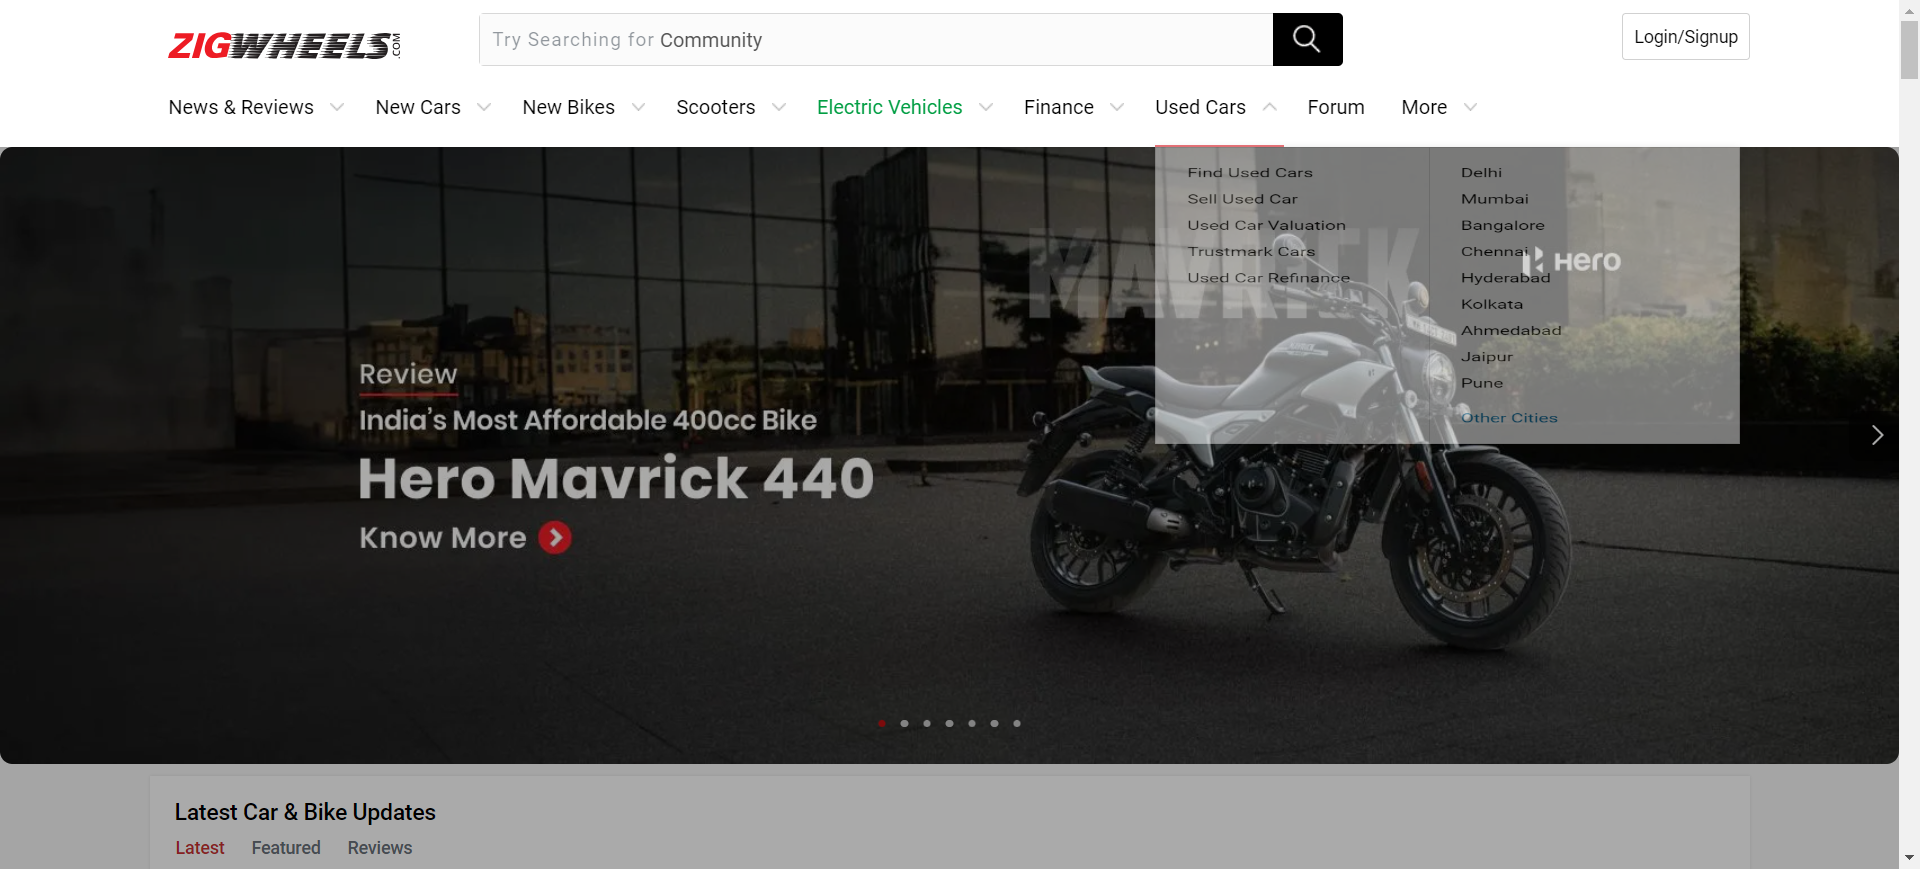 ZIGWHEELS.COM
Try Searching for Community
Login/Signup
News & Reviews
New Cars
New Bikes
Scooters
Electric Vehicles
Finance
Used Cars
Forum
More
Find Used Cars
Sell Used Car
Used Car Valuation
Trustmark Cars
Used Car Refinance
Delhi
Mumbai
Bangalore
Chennai
Hyderabad
Kolkata
Ahmedabad
Jaipur
Pune
Other Cities
MAVRICK
Hero
Review
India's Most Affordable 400cc Bike
Hero Mavrick 440
Know More
Latest Car & Bike Updates
Latest
Featured
Reviews